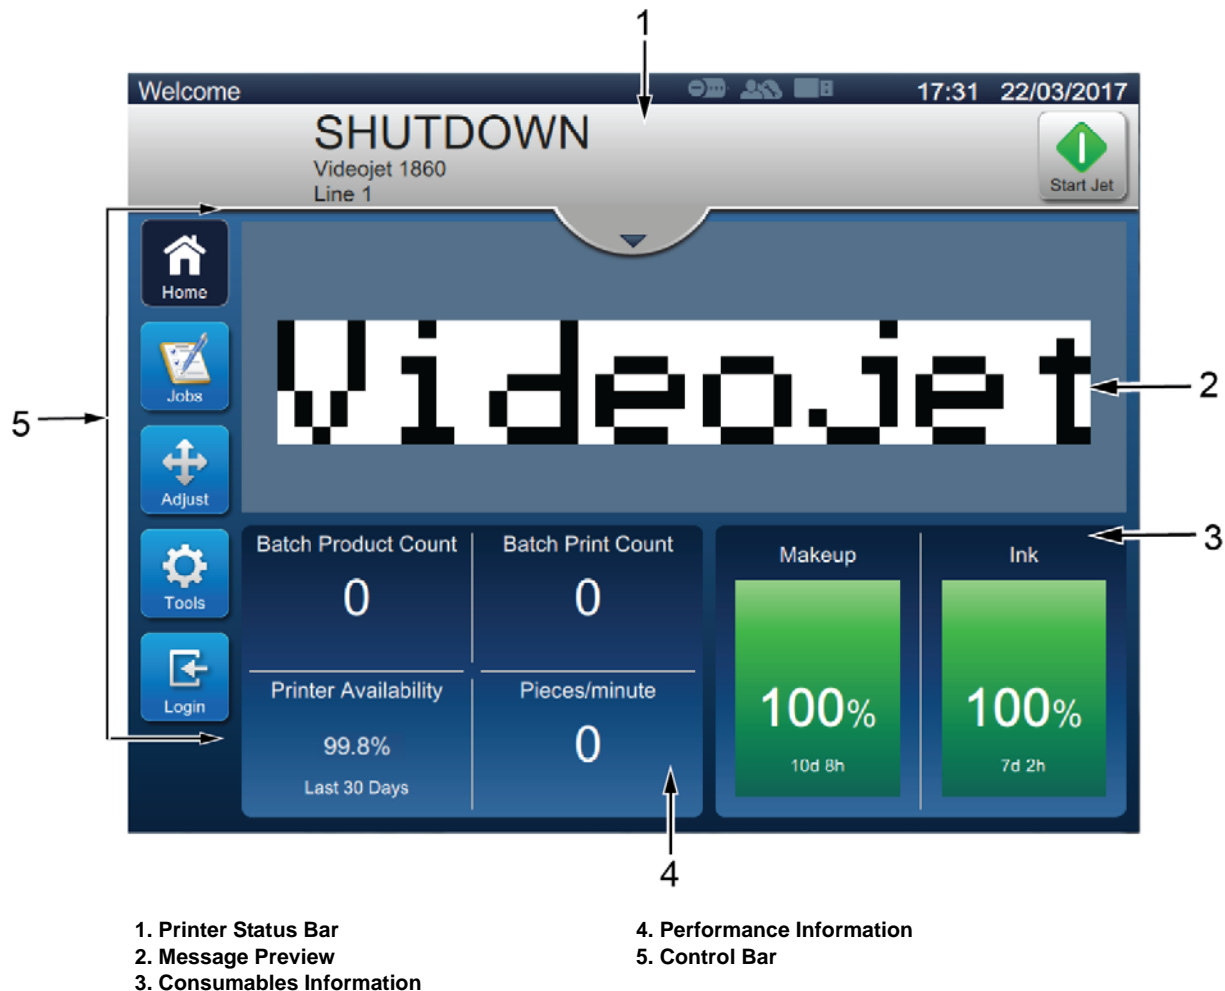 1
Welcome
17:31 22/03/2017
SHUTDOWN
Videojet 1860
Line 1
Start Jet
Home
Jobs
Adjust
Tools
Login
5
Videojet
2
Batch Product Count
0
Batch Print Count
0
Printer Availability
99.8%
Last 30 Days
Pieces/minute
0
Makeup
100%
10d 8h
Ink
100%
7d 2h
3
4
1. Printer Status Bar
2. Message Preview
3. Consumables Information
4. Performance Information
5. Control Bar